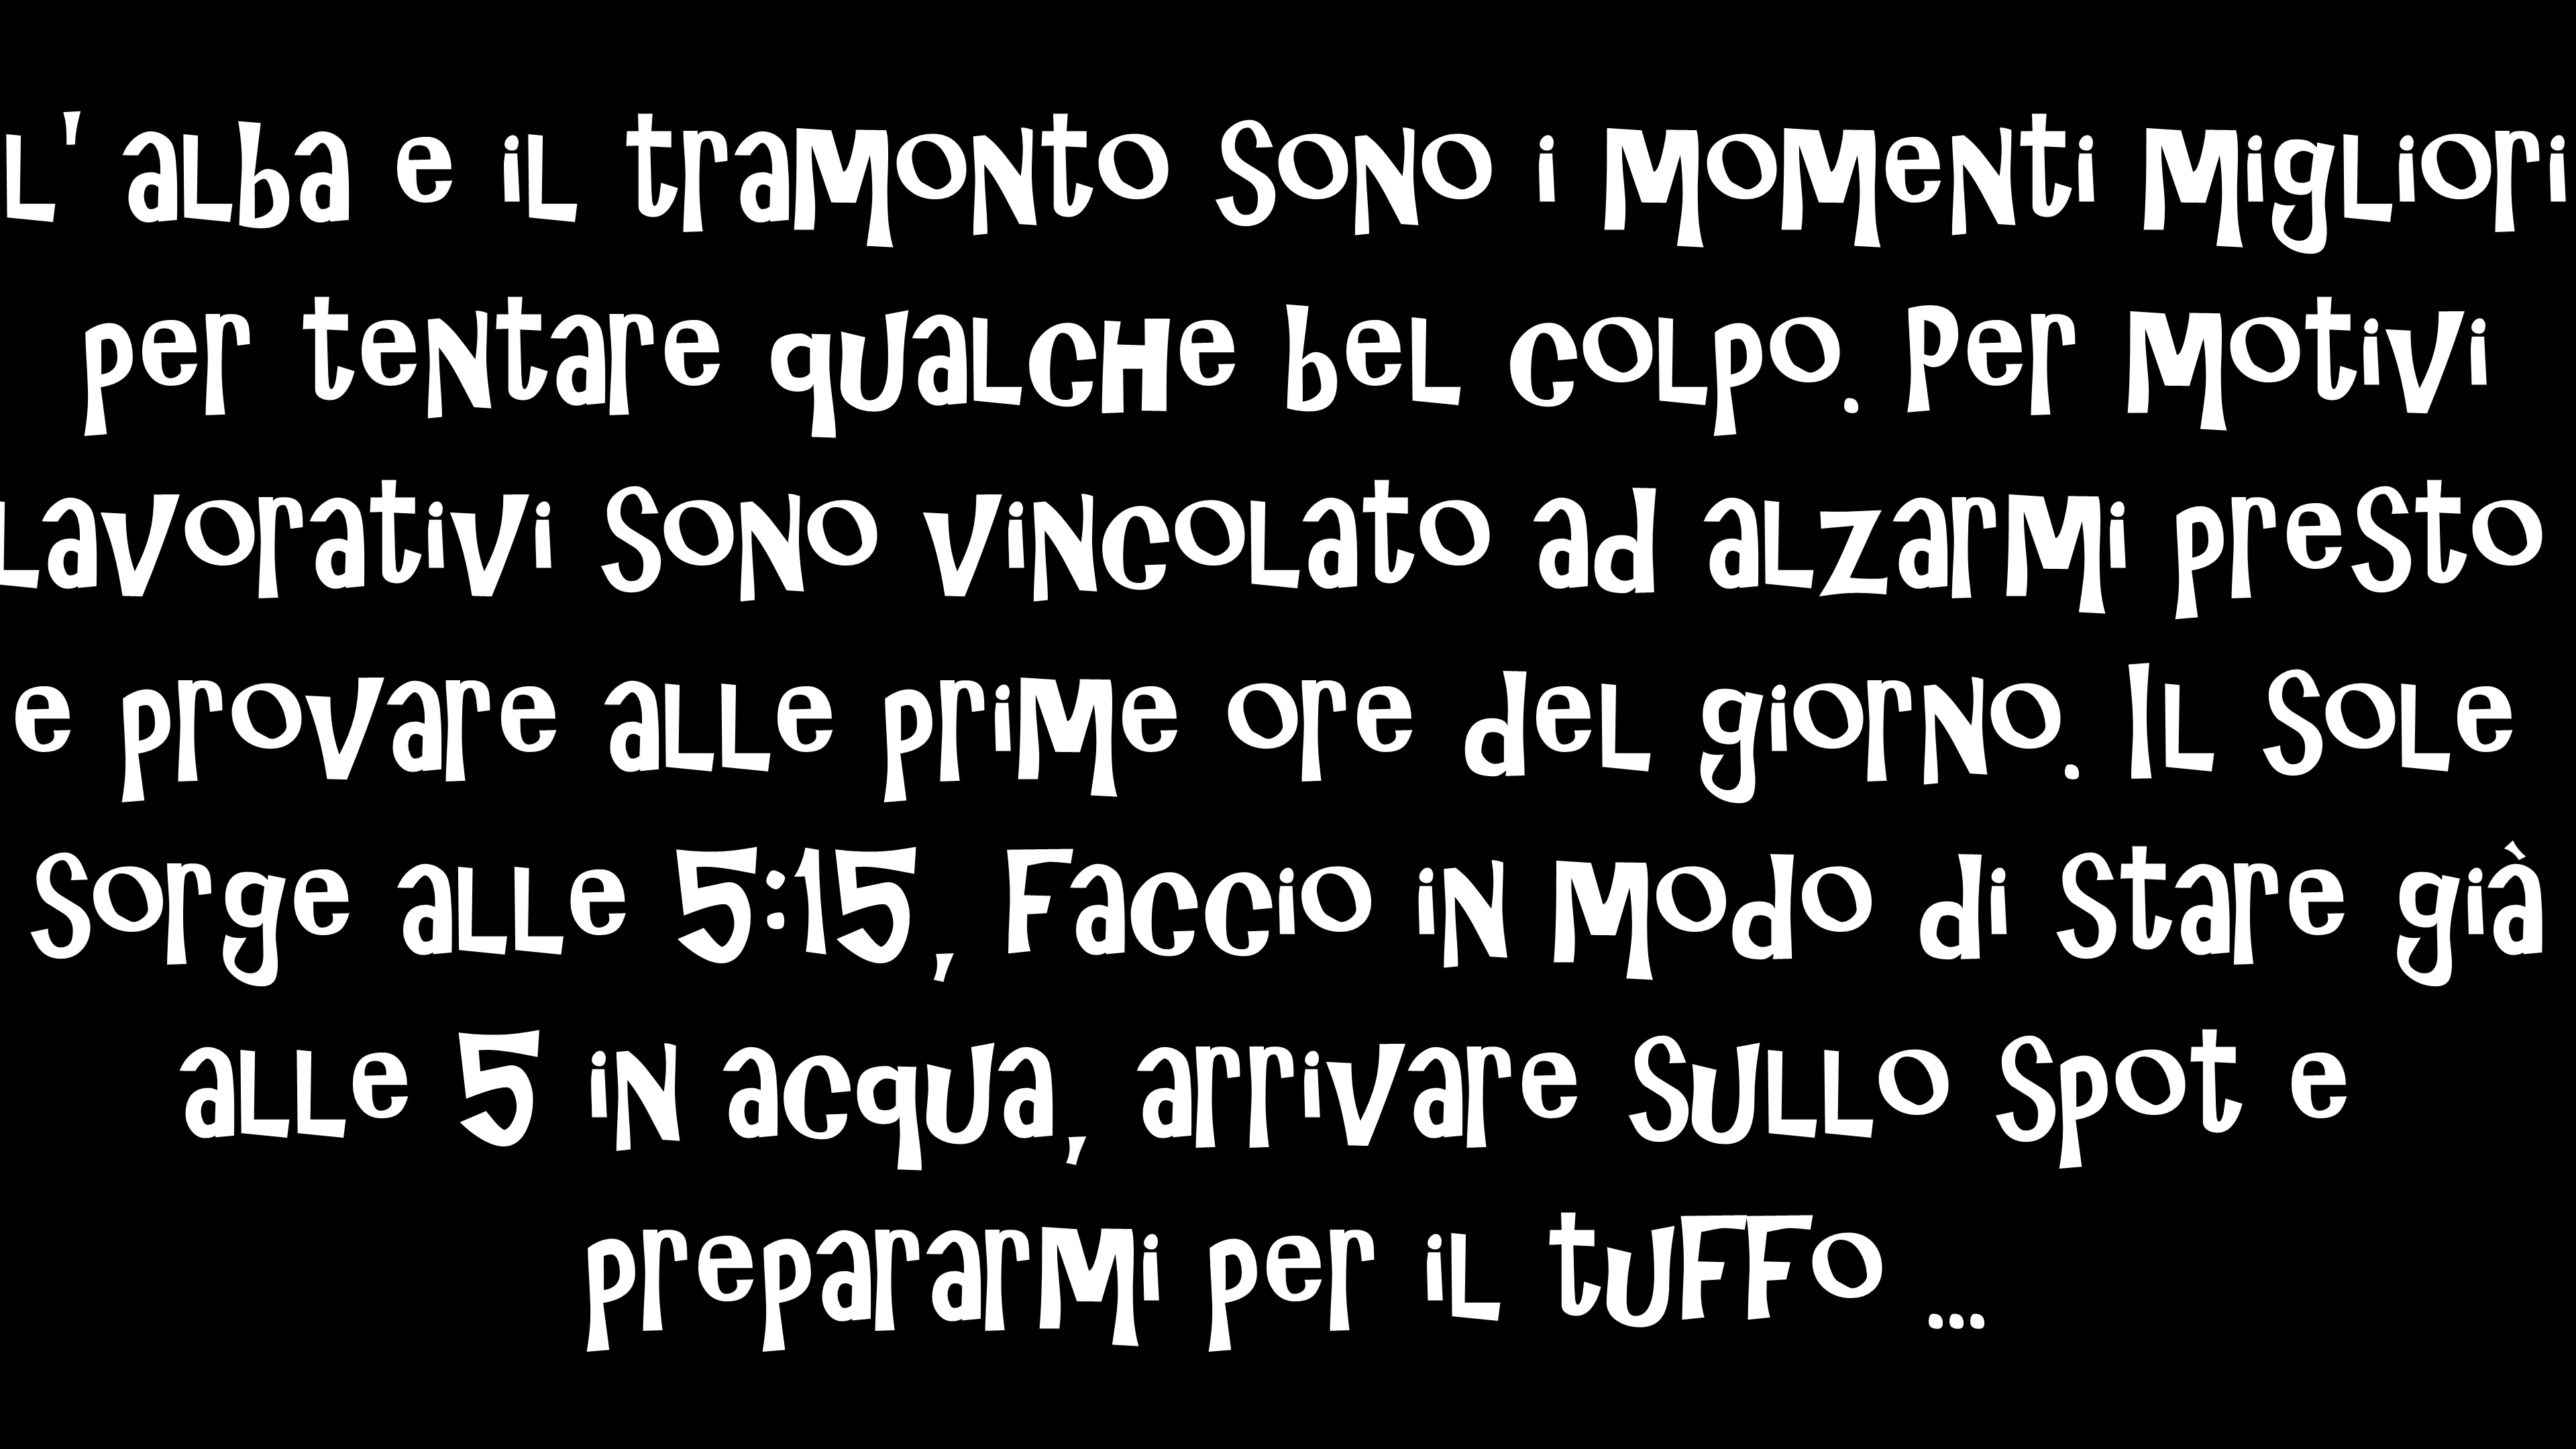 L' alba e il tramonto sono i momenti migliori
per tentare qualche bel colpo. Per motivi
lavorativi sono vincolato ad alzarmi presto
e provare alle prime ore del giorno. Il sole
sorge alle 5:15, faccio in modo di stare già
alle 5 in acqua, arrivare sullo spot e
prepararmi per il tuffo ...